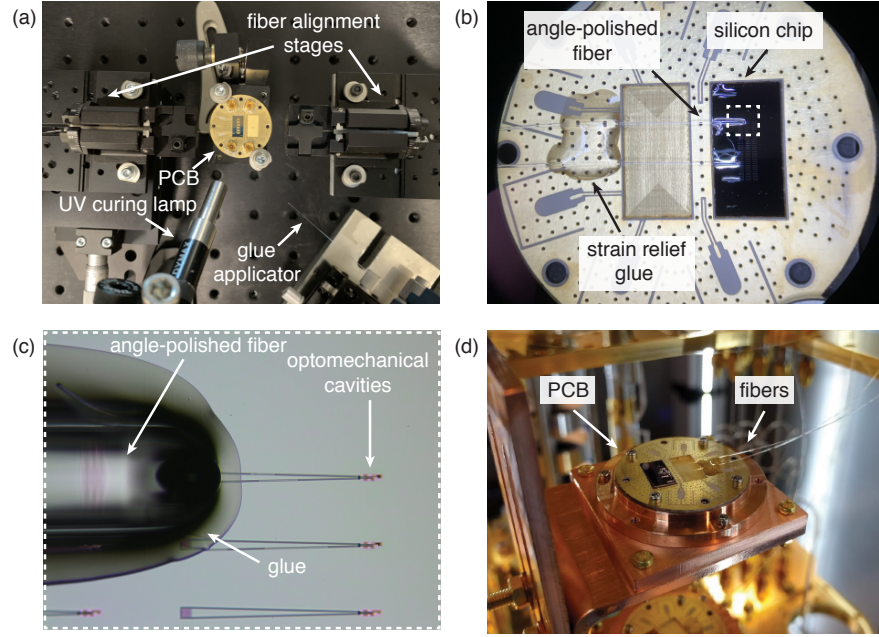 (a)
fiber alignment
stages
PCB
UV curing lamp
glue
applicator
(b)
angle-polished
fiber
silicon chip
strain relief
glue
(c)
angle-polished fiber
optomechanical
cavities
glue
(d)
PCB
fibers